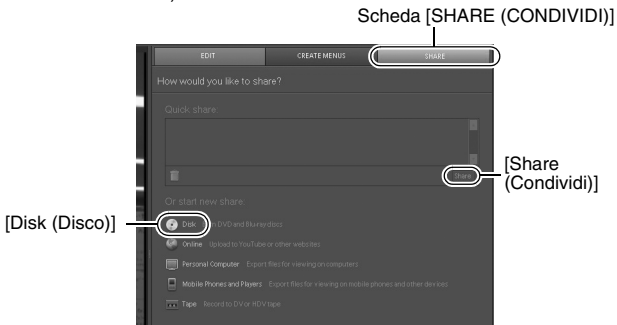 Scheda [SHARE (CONDIVIDI)]
EDIT CREATE MENUS SHARE
How would you like to share?
Quick share:
Share
[Share
(Condividi)]
Or start new share:
[Disk (Disco)]
Disk DVD and Blu-ray discs
Online Upload to YouTube or other websites
Personal Computer Export files for viewing on computers
Mobile Phones and Players Export files for viewing on mobile phones and other devices
Tape Record to DV or HDV tape